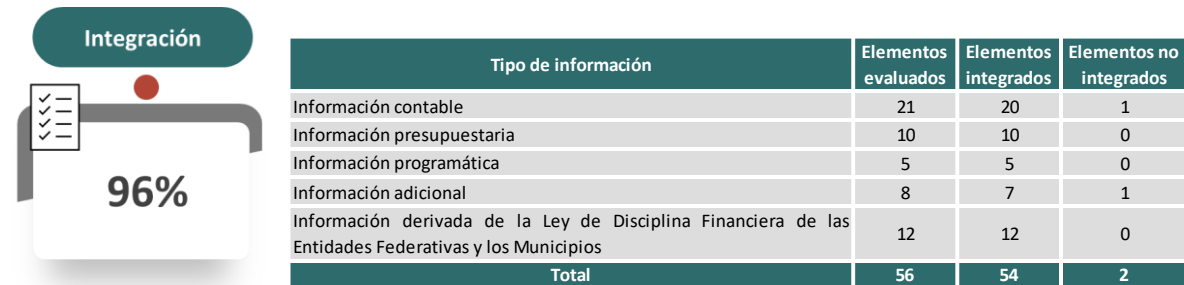 Integración
96%
Tipo de información Elementos evaluados Elementos integrados Elementos no integrados
Información contable 21 20 1
Información presupuestaria 10 10 0
Información programática 5 5 0
Información adicional 8 7 1
Información derivada de la Ley de Disciplina Financiera de las
Entidades Federativas y los Municipios 12 12 0
Total 56 54 2